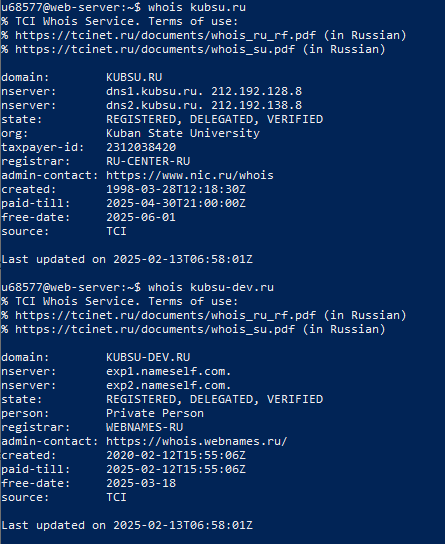 u68577@web-server:~$ whois kubsu.ru
% TCI Whois Service. Terms of use:
% https://tcinet.ru/documents/whois_ru_rf.pdf (in Russian)
% https://tcinet.ru/documents/whois_su.pdf (in Russian)
domain: KUBSU.RU
nserver: dns1.kubsu.ru. 212.192.128.8
nserver: dns2.kubsu.ru. 212.192.138.8
state: REGISTERED, DELEGATED, VERIFIED
org: Kuban State University
taxpayer-id: 2312038420
registrar: RU-CENTER-RU
admin-contact: https://www.nic.ru/whois
created: 1998-03-28T12:18:30Z
paid-till: 2025-04-30T21:00:00Z
free-date: 2025-06-01
source: TCI
Last updated on 2025-02-13T06:58:01Z
u68577@web-server:~$ whois kubsu-dev.ru
% TCI Whois Service. Terms of use:
% https://tcinet.ru/documents/whois_ru_rf.pdf (in Russian)
% https://tcinet.ru/documents/whois_su.pdf (in Russian)
domain: KUBSU-DEV.RU
nserver: exp1.nameself.com.
nserver: exp2.nameself.com.
state: REGISTERED, DELEGATED, VERIFIED
person: Private Person
registrar: WEBNAMES-RU
admin-contact: https://whois.webnames.ru/
created: 2020-02-12T15:55:06Z
paid-till: 2025-02-12T15:55:06Z
free-date: 2025-03-18
source: TCI
Last updated on 2025-02-13T06:58:01Z